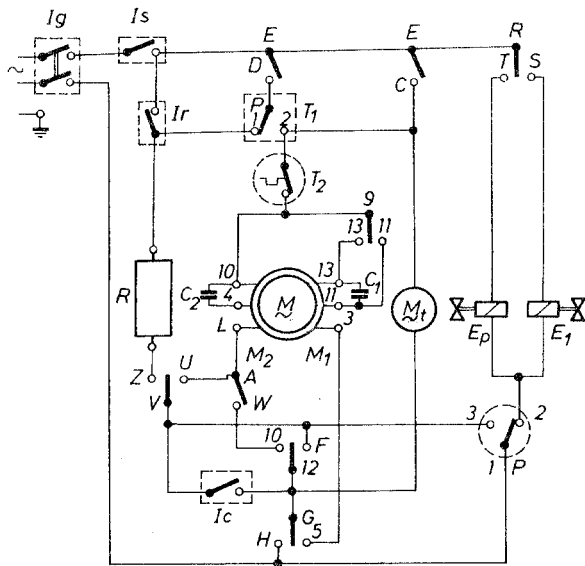 Ig
Is
E
E
R
D
C
T S
Ir
P
T1
1 2
T2
9
13 11
10
13
C2
4
M
11
C1
Mt
R
L
3
Ep
E1
M2 M1
Z U
A
V
W
10 F
12
3 2
1 P
Ic
G
H 5